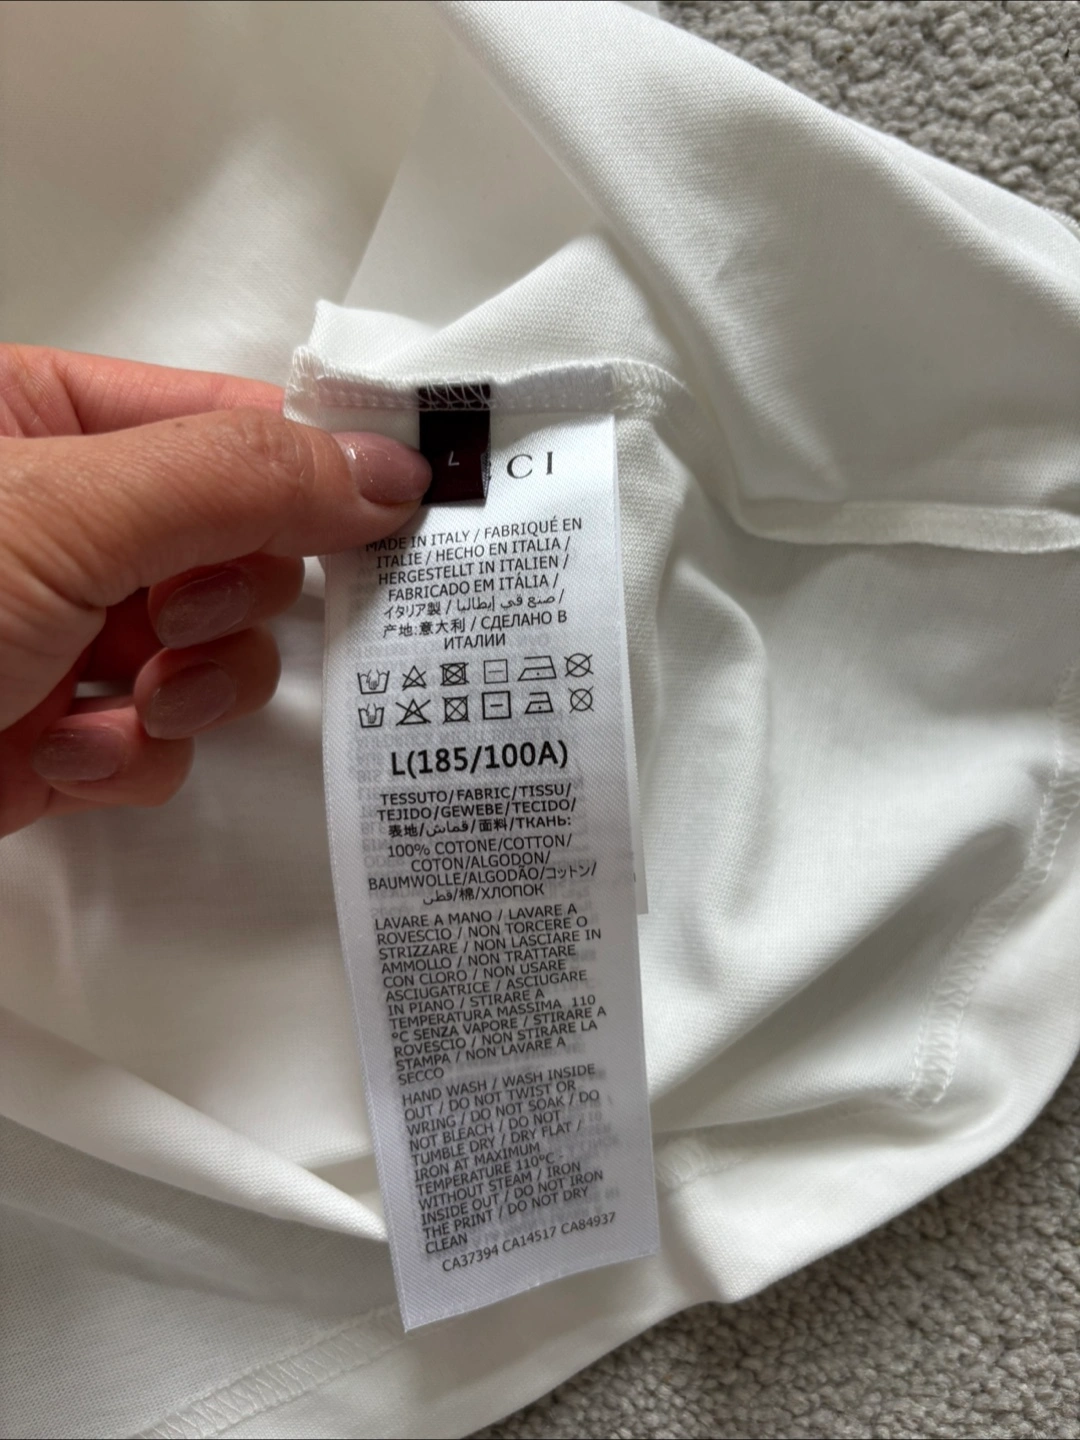 L
CI
MADE IN ITALY / FABRIQUÉ EN
ITALIE / HECHO EN ITALIA /
HERGESTELLT IN ITALIEN /
FABRICADO EM ITÁLIA /
イタリア製 / صنع في إيطاليا /
产地:意大利 / СДЕЛАНО В
ИТАЛИИ
L(185/100A)
TESSUTO/FABRIC/TISSU/
TEJIDO/GEWEBE/TECIDO/
表地/قماش/面料/ТКАНЬ:
100% COTONE/COTTON/
COTON/ALGODON/
BAUMWOLLE/ALGODÃO/コットン/
قطن/棉/ХЛОПОК
LAVARE A MANO / LAVARE A
ROVESCIO / NON TORCERE O
STRIZZARE / NON LASCIARE IN
AMMOLLO / NON TRATTARE
CON CLORO / NON USARE
ASCIUGATRICE / ASCIUGARE
IN PIANO / STIRARE A
TEMPERATURA MASSIMA 110
°C SENZA VAPORE / STIRARE A
ROVESCIO / NON STIRARE LA
STAMPA / NON LAVARE A
SECCO
HAND WASH / WASH INSIDE
OUT / DO NOT TWIST OR
WRING / DO NOT SOAK / DO
NOT BLEACH / DO NOT
TUMBLE DRY / DRY FLAT /
IRON AT MAXIMUM
TEMPERATURE 110°C -
WITHOUT STEAM / IRON
INSIDE OUT / DO NOT IRON
THE PRINT / DO NOT DRY
CLEAN
CA37394 CA14517 CA84937